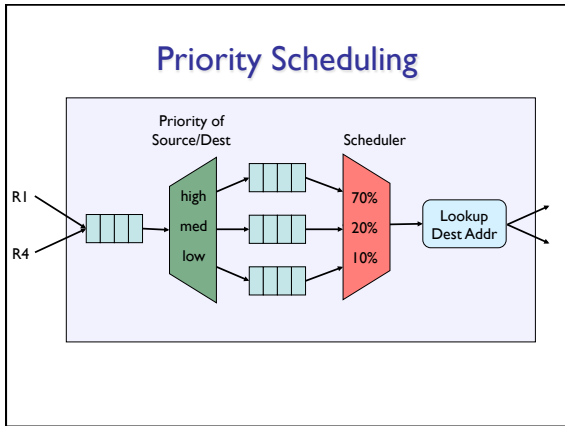 Priority Scheduling
Priority of
Source/Dest
Scheduler
R1
R4
high
med
low
70%
20%
10%
Lookup
Dest Addr